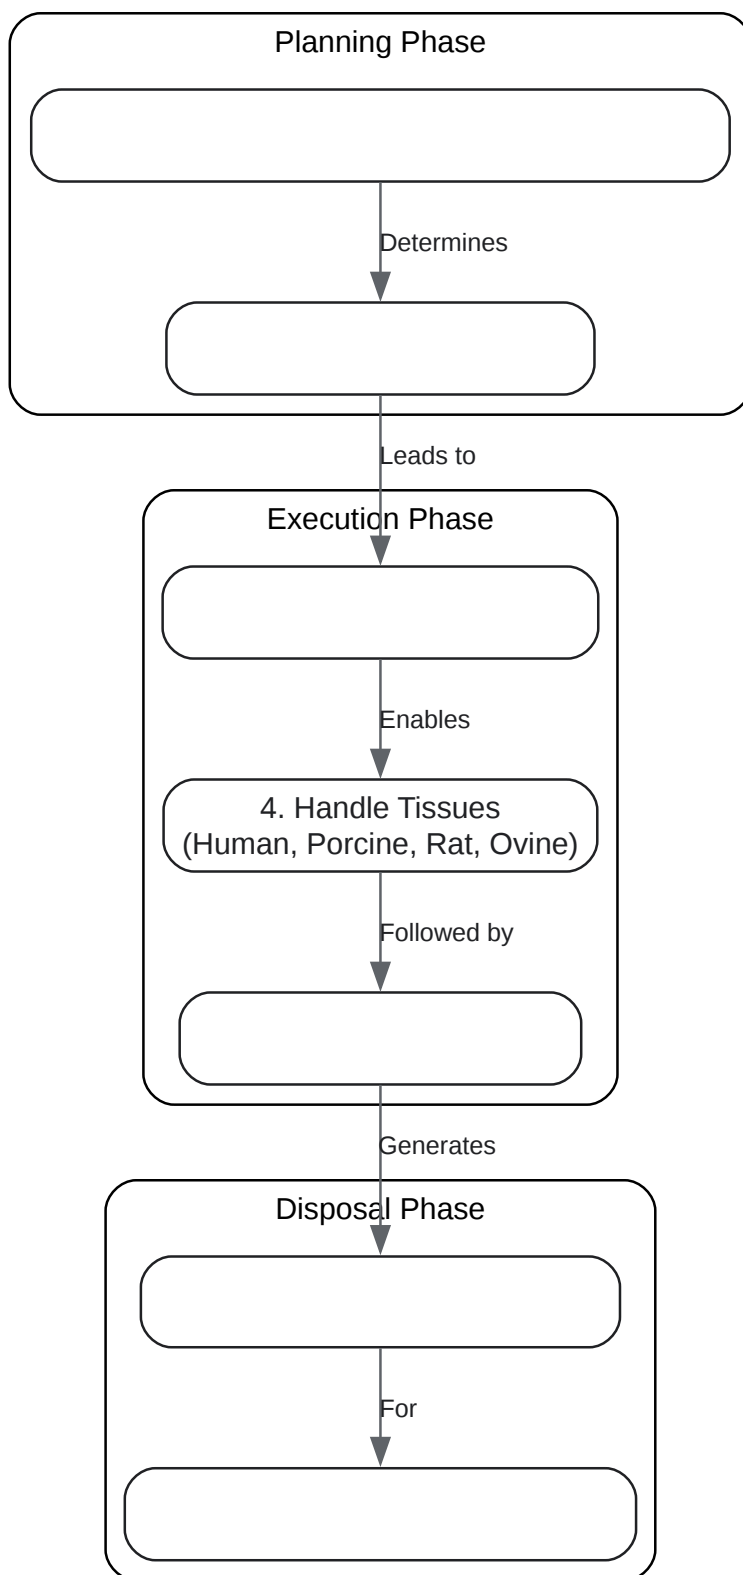 Planning Phase
Determines
Leads to
Execution Phase
Enables
4. Handle Tissues
(Human, Porcine, Rat, Ovine)
Followed by
Generates
Disposal Phase
For